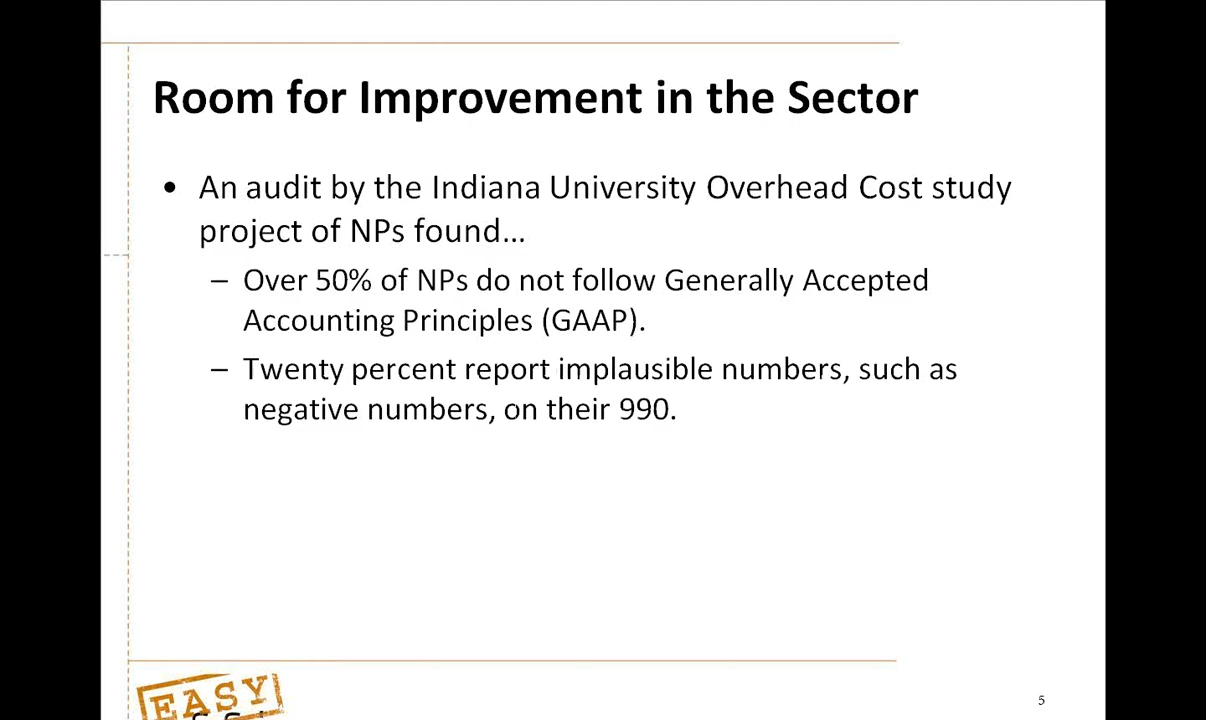 Room for Improvement in the Sector
• An audit by the Indiana University Overhead Cost study
project of NPs found…
– Over 50% of NPs do not follow Generally Accepted
Accounting Principles (GAAP).
– Twenty percent report implausible numbers, such as
negative numbers, on their 990.
EASY
5